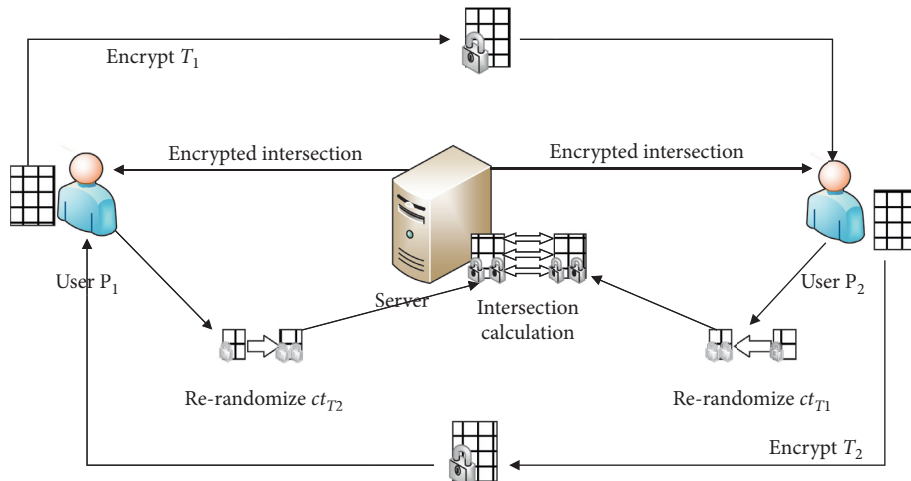 Encrypt T1
Encrypted intersection
Encrypted intersection
User P1
Server
Intersection
calculation
User P2
Re-randomize ctT2
Re-randomize ctT1
Encrypt T2